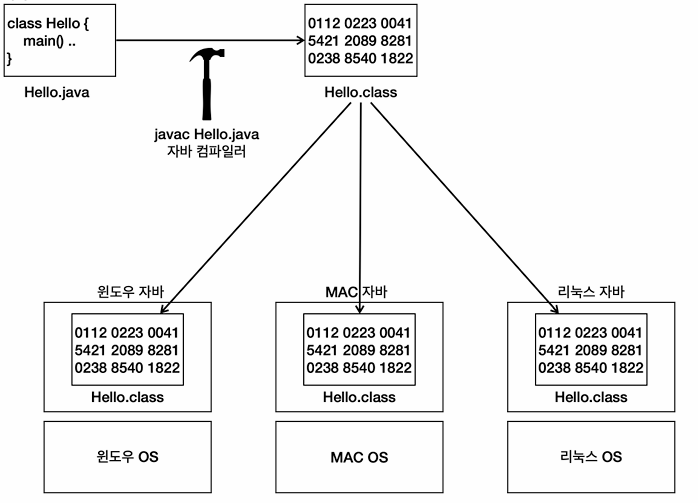 class Hello {
main() ..
}
Hello.java
0112 0223 0041
5421 2089 8281
0238 8540 1822
Hello.class
javac Hello.java
자바 컴파일러
윈도우 자바
0112 0223 0041
5421 2089 8281
0238 8540 1822
Hello.class
윈도우 OS
MAC 자바
0112 0223 0041
5421 2089 8281
0238 8540 1822
Hello.class
MAC OS
리눅스 자바
0112 0223 0041
5421 2089 8281
0238 8540 1822
Hello.class
리눅스 OS